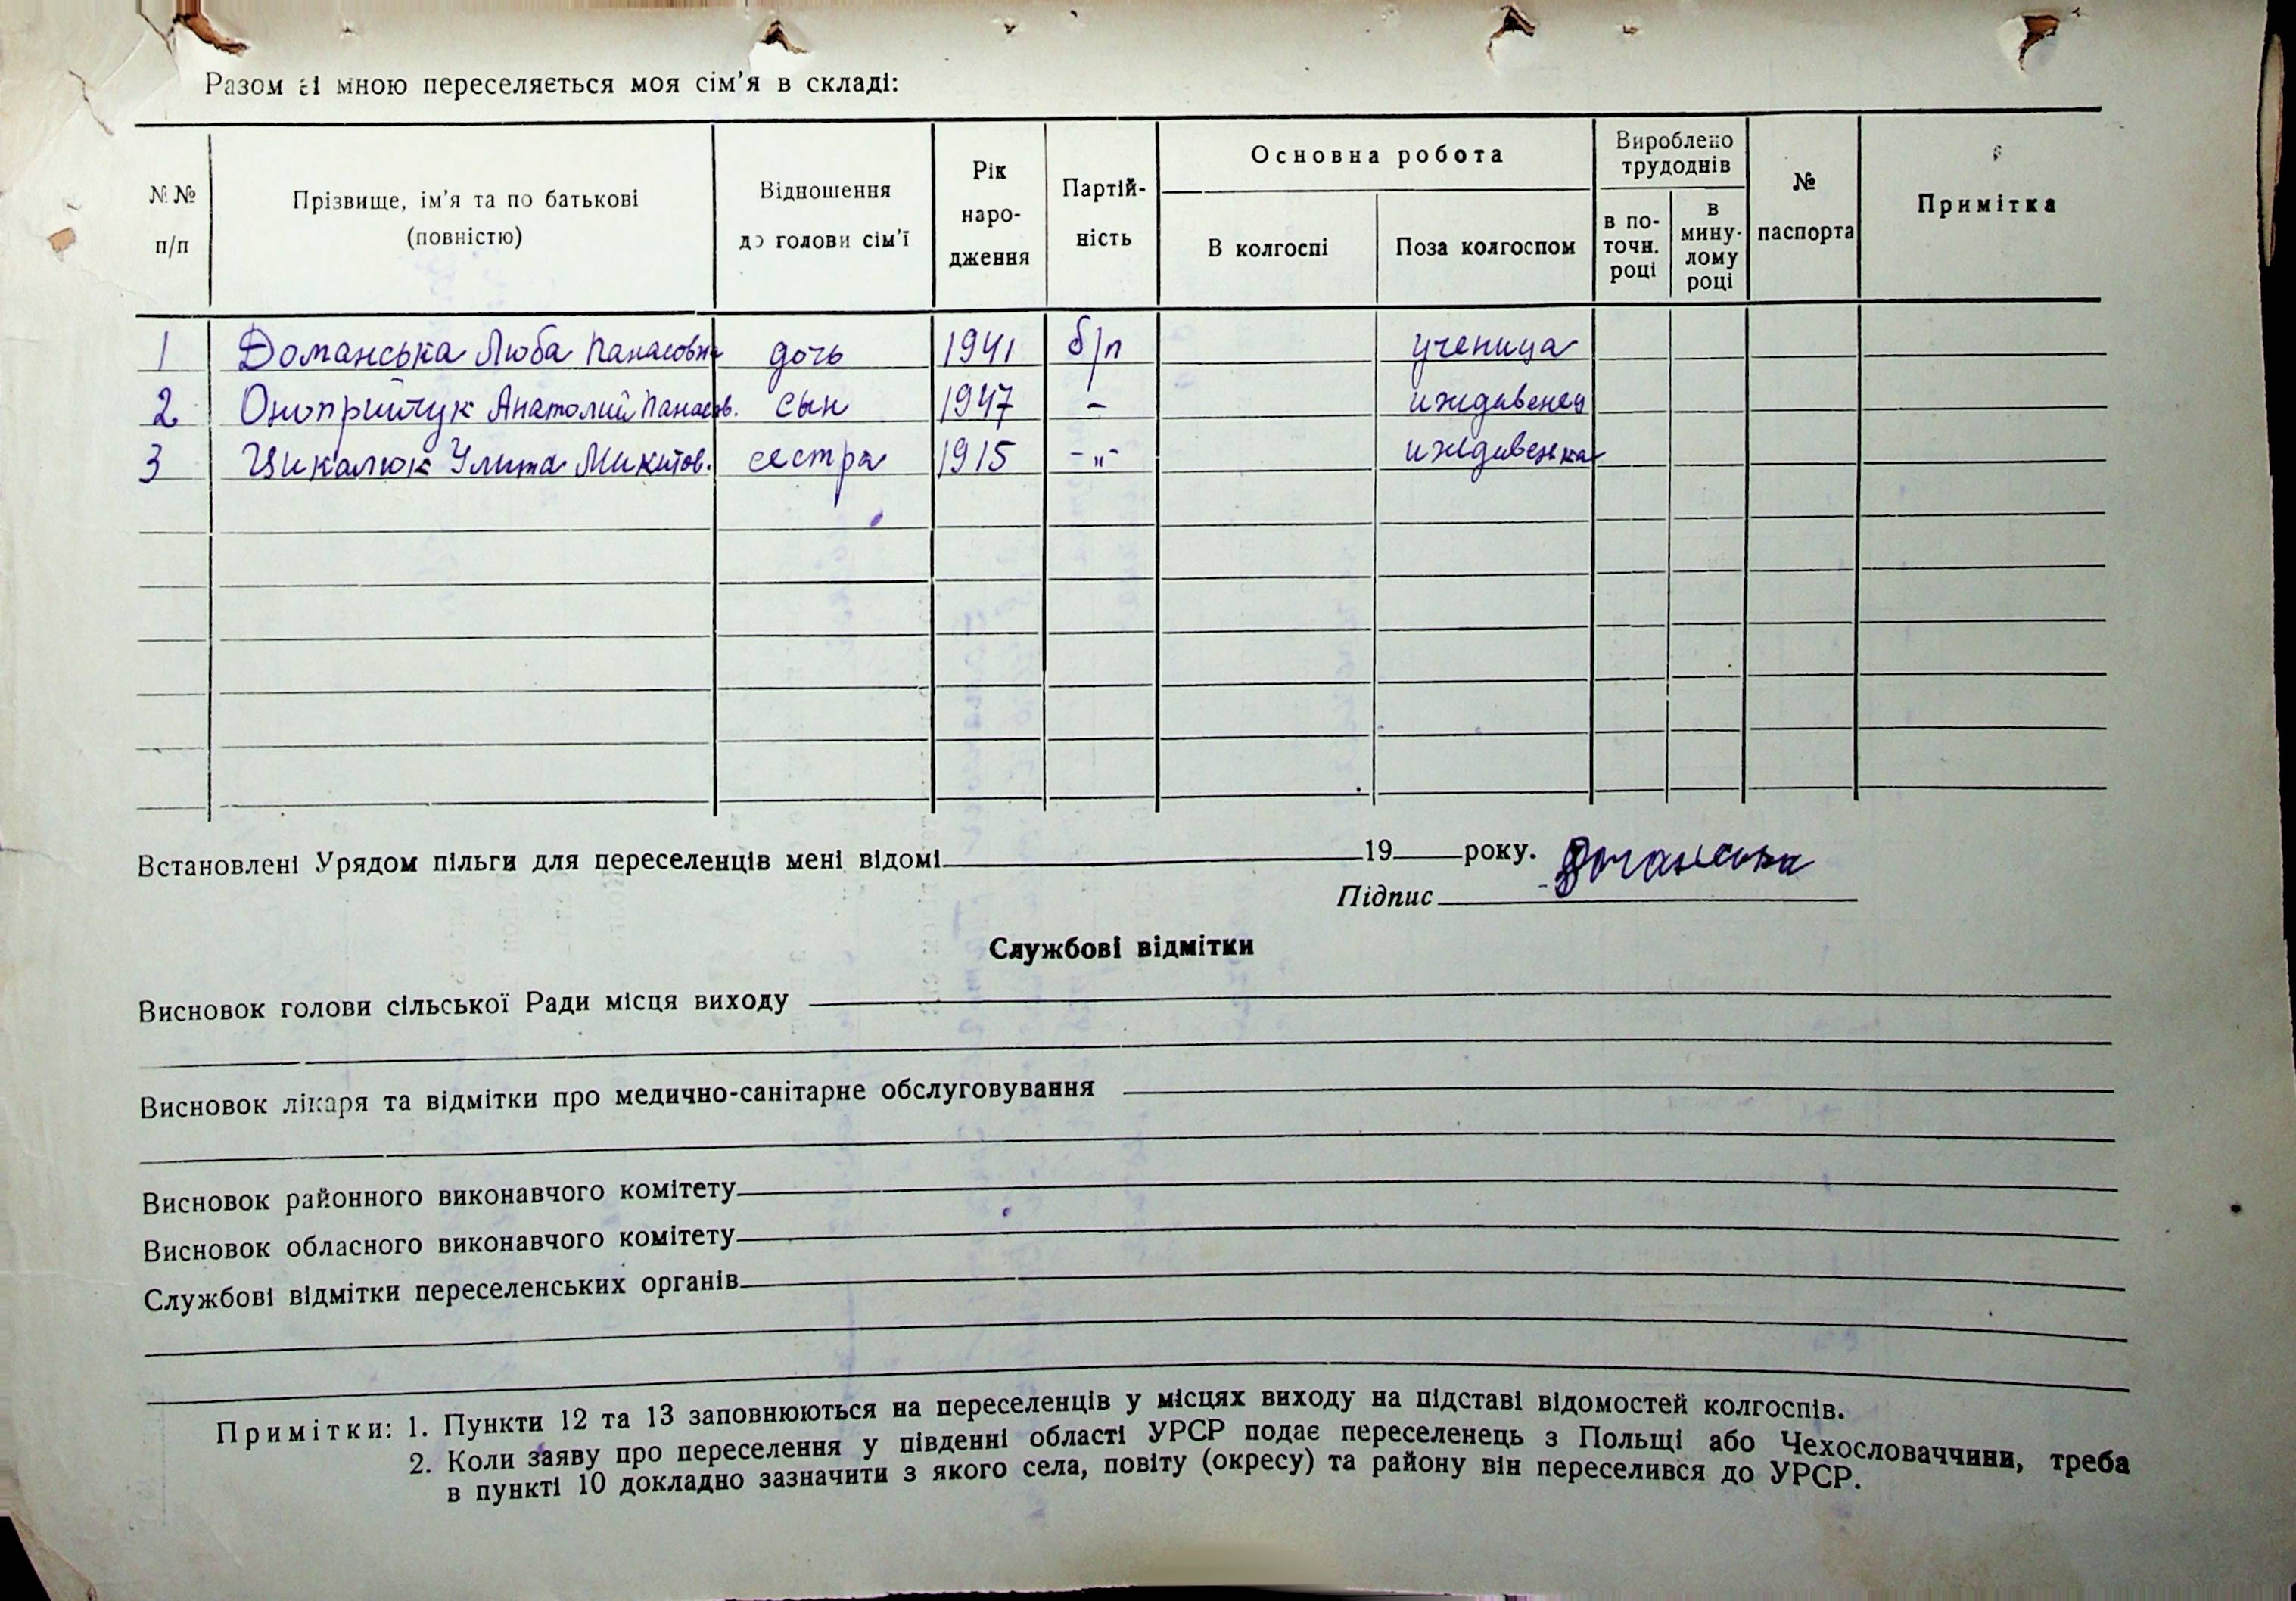 Разом зі мною переселяється моя сім'я в складі:
№ № п/п
Прізвище, ім'я та по батькові (повністю)
Відношення до голови сім'ї
Рік народження
Партійність
Основна робота
В колгоспі
Поза колгоспом
Вироблено трудоднів
в поточн. році
в минулому році
№ паспорта
Примітка
1 Доманська Люба Панасовна дочь 1941 б/п ученица
2 Оноприйчук Анатолий Панасов. сын 1947 - иждивенец
3 Цикалюк Улита Микитов. сестра 1915 -"- иждивенка
Встановлені Урядом пільги для переселенців мені відомі 19 року.
Підпис Доманська
Службові відмітки
Висновок голови сільської Ради місця виходу
Висновок лікаря та відмітки про медично-санітарне обслуговування
Висновок районного виконавчого комітету
Висновок обласного виконавчого комітету
Службові відмітки переселенських органів
Примітки: 1. Пункти 12 та 13 заповнюються на переселенців у місцях виходу на підставі відомостей колгоспів.
2. Коли заяву про переселення у південні області УРСР подає переселенець з Польщі або Чехословаччини, треба
в пункті 10 докладно зазначити з якого села, повіту (окресу) та району він переселився до УРСР.